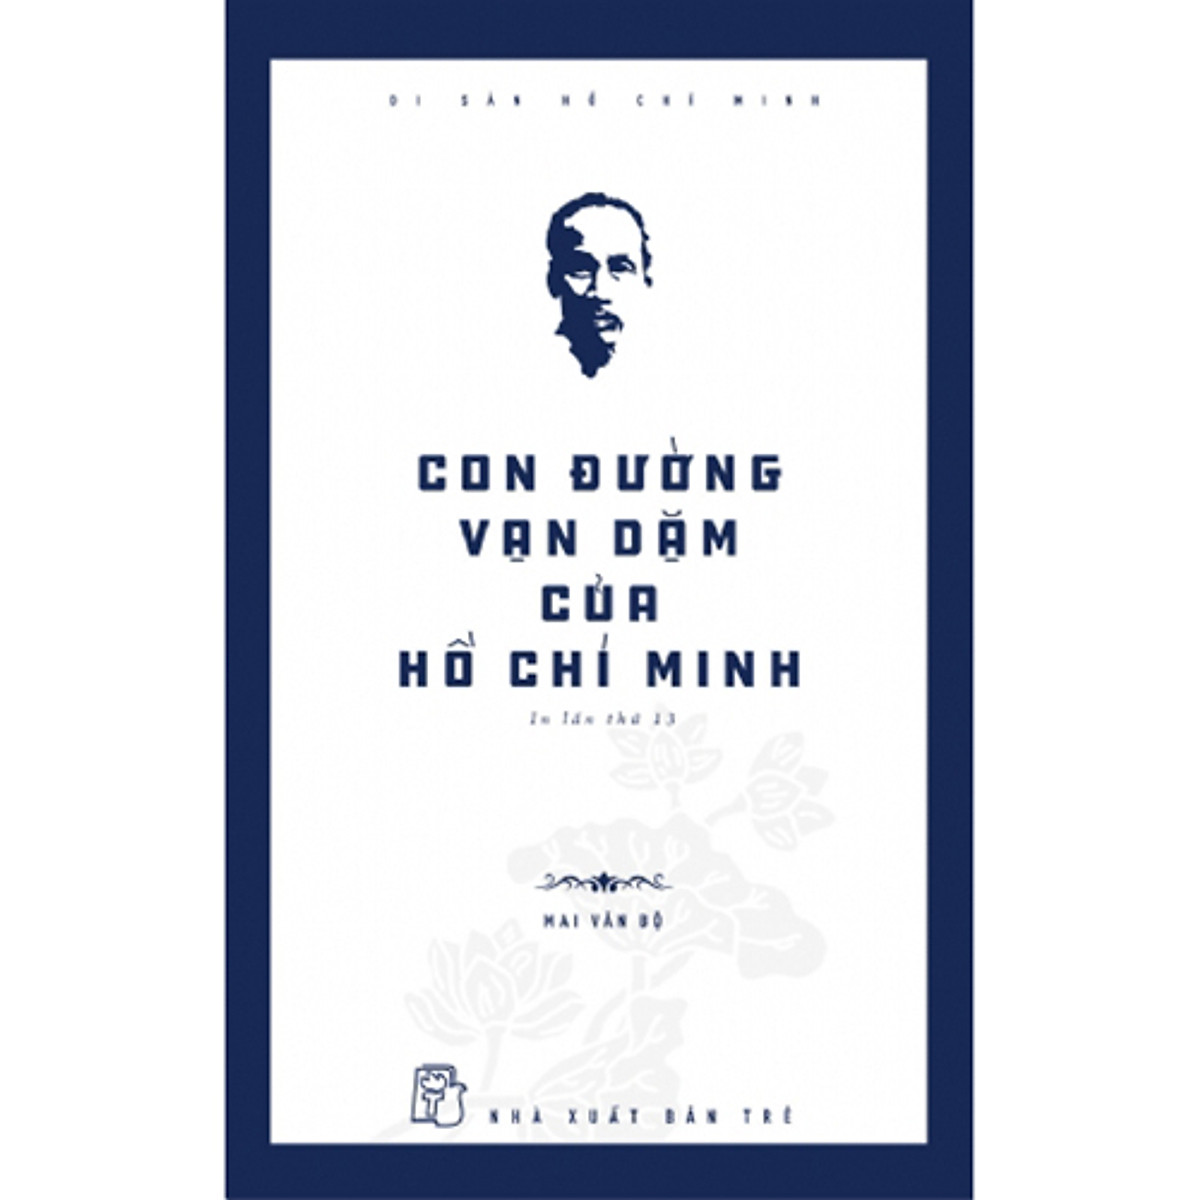 DI SẢN HỒ CHÍ MINH
CON ĐƯỜNG
VẠN DẶM
CỦA
HỒ CHÍ MINH
In lần thứ 13
MAI VĂN BỘ
NHÀ XUẤT BẢN TRẺ